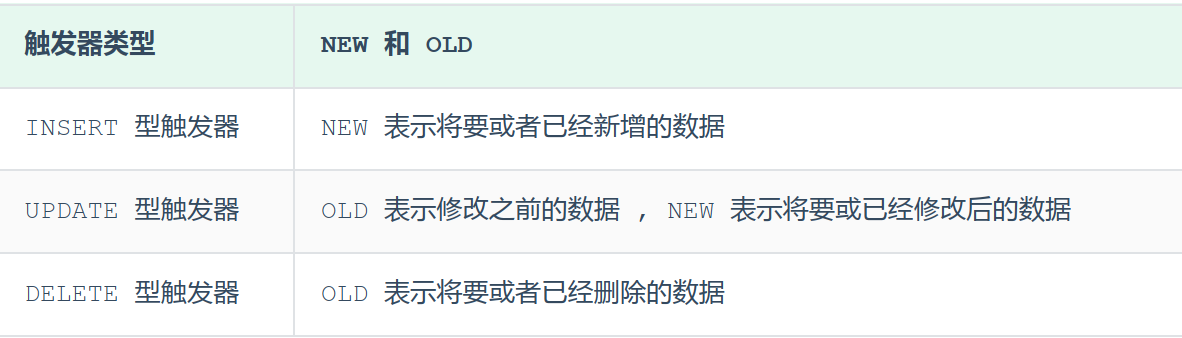 触发器类型 NEW 和 OLD
INSERT 型触发器 NEW 表示将要或者已经新增的数据
UPDATE 型触发器 OLD 表示修改之前的数据 , NEW 表示将要或已经修改后的数据
DELETE 型触发器 OLD 表示将要或者已经删除的数据